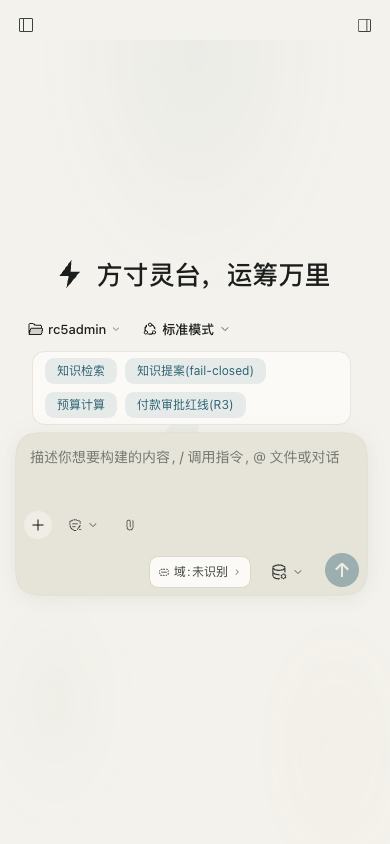 方寸灵台，运筹万里
rc5admin 标准模式
知识检索 知识提案(fail-closed)
预算计算 付款审批红线(R3)
描述你想要构建的内容, / 调用指令, @ 文件或对话
域:未识别